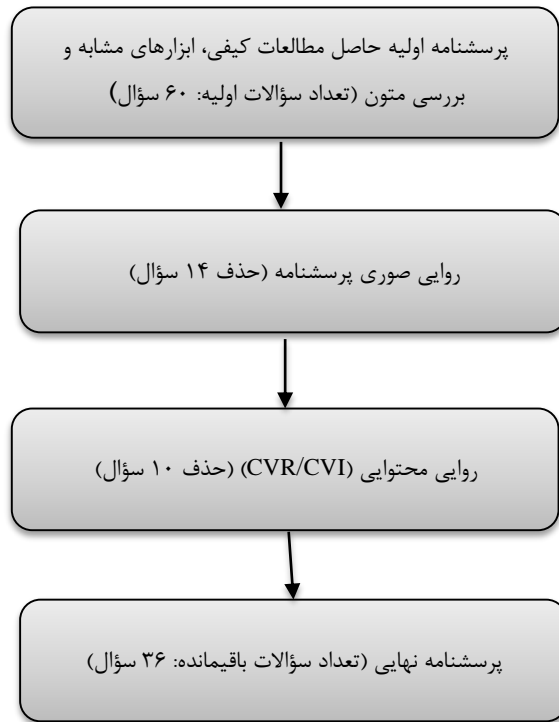 پرسشنامه اولیه حاصل مطالعات کیفی، ابزارهای مشابه و
بررسی متون (تعداد سؤالات اولیه: ۶۰ سؤال)
روایی صوری پرسشنامه (حذف ۱۴ سؤال)
روایی محتوایی (CVR/CVI) (حذف ۱۰ سؤال)
پرسشنامه نهایی (تعداد سؤالات باقیمانده: ۳۶ سؤال)